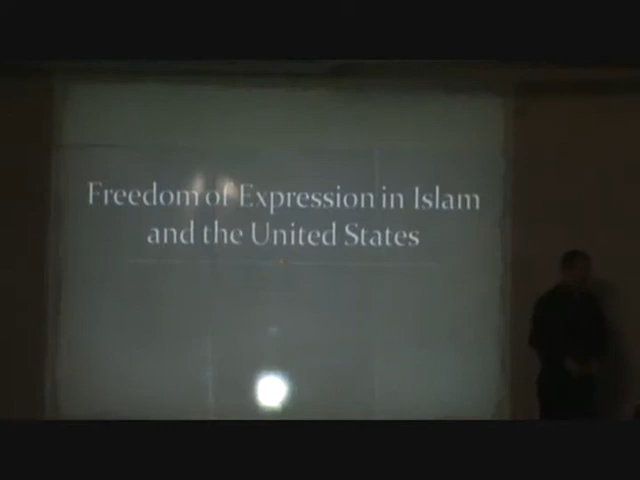 Freedom of Expression in Islam
and the United States